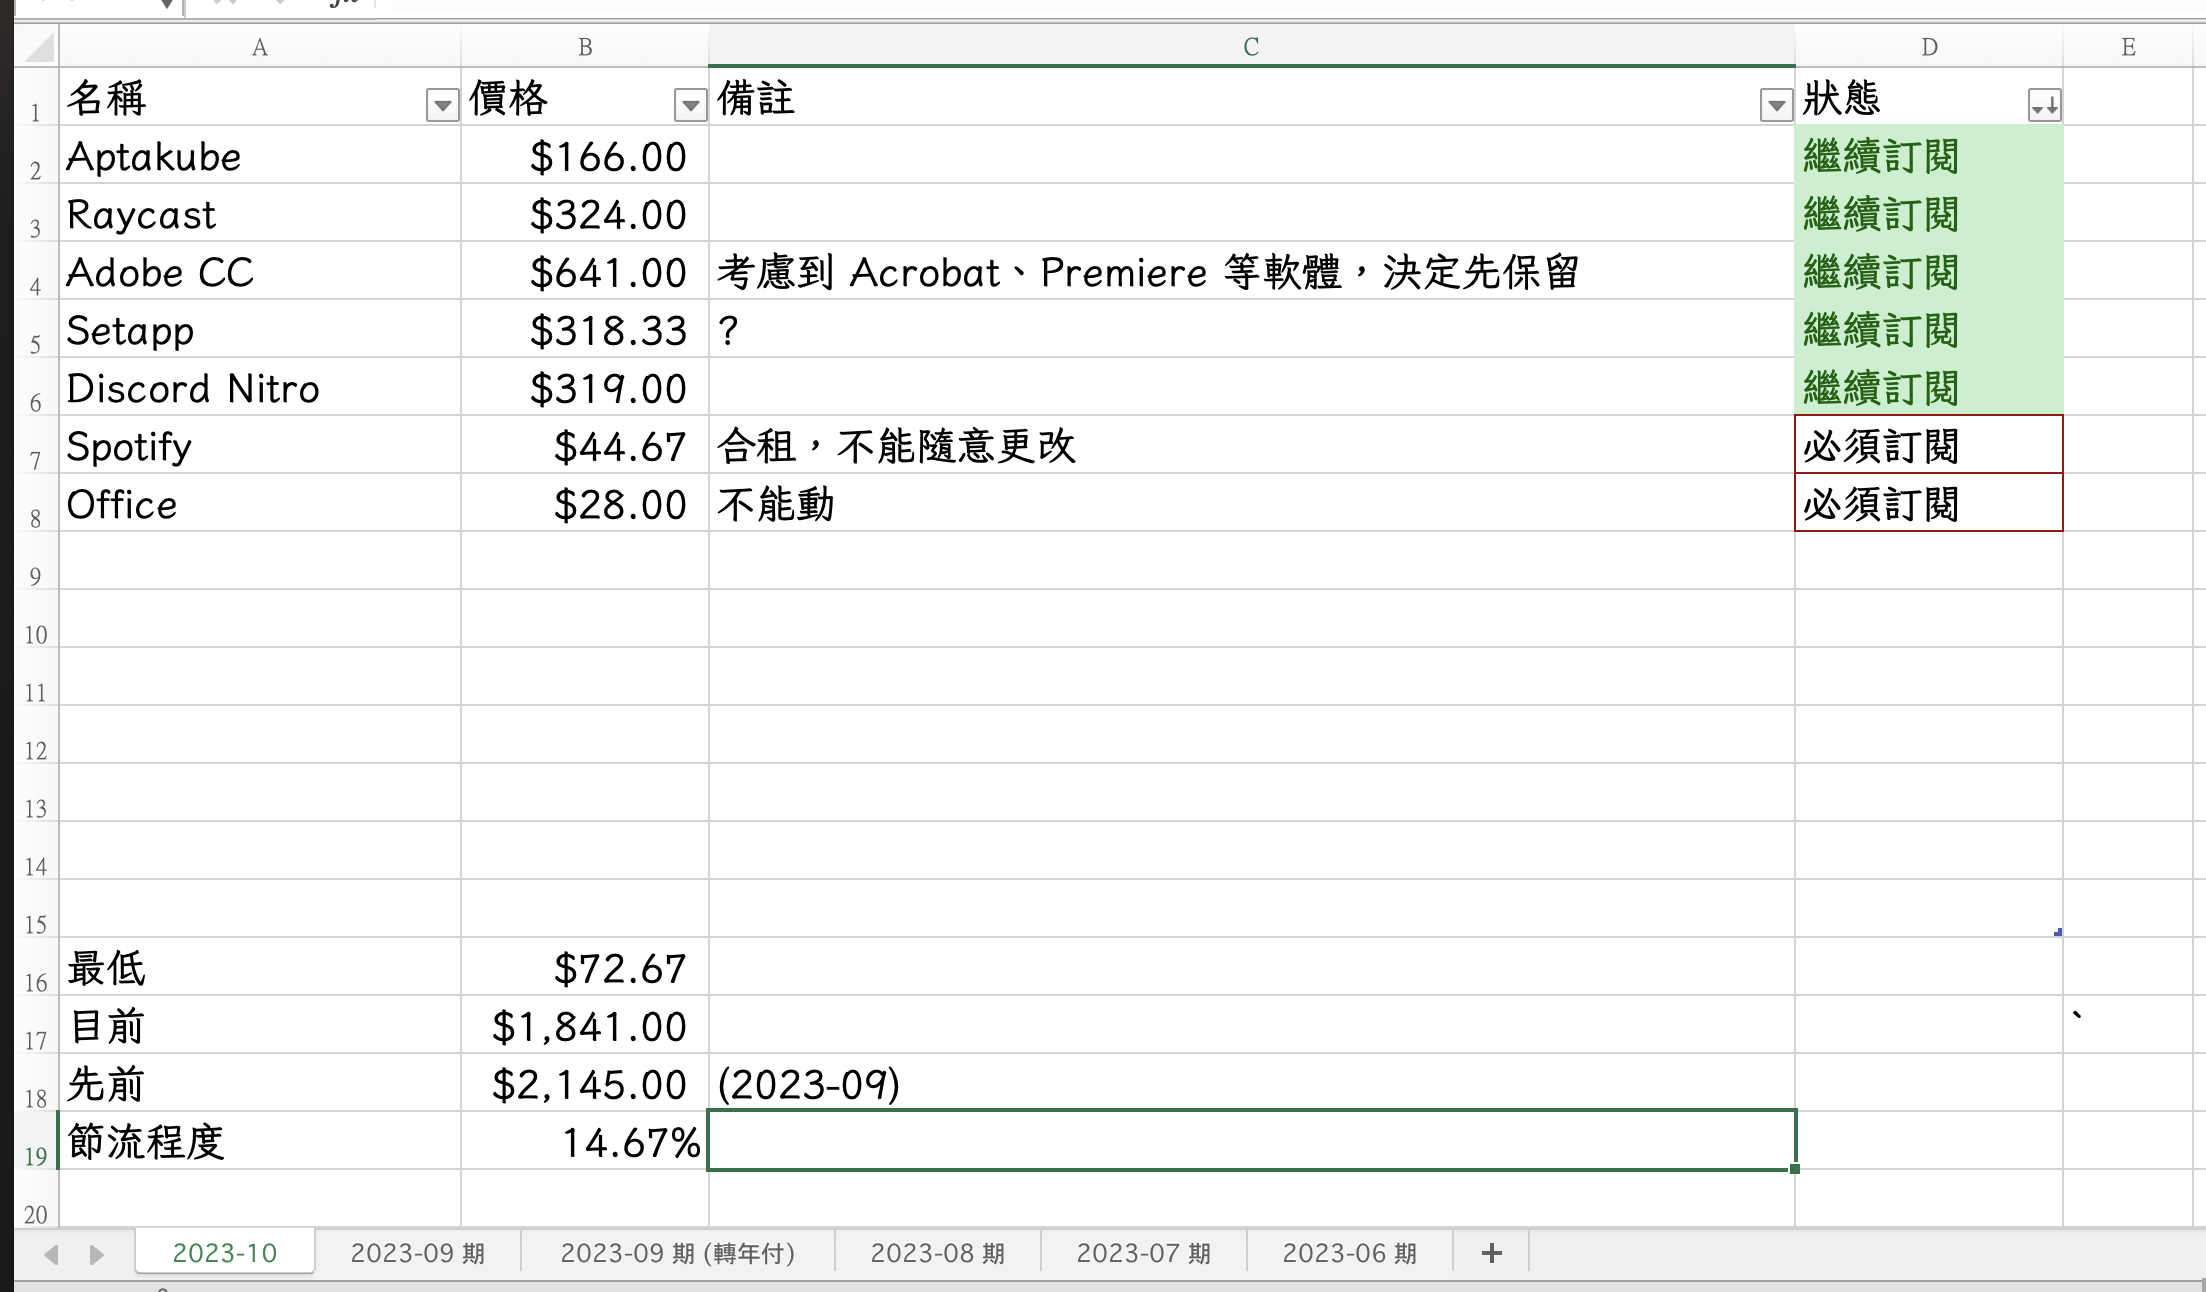 A B C D E
1 名稱 價格 備註 狀態
2 Aptakube $166.00 繼續訂閱
3 Raycast $324.00 繼續訂閱
4 Adobe CC $641.00 考慮到 Acrobat、Premiere 等軟體，決定先保留 繼續訂閱
5 Setapp $318.33 ? 繼續訂閱
6 Discord Nitro $319.00 繼續訂閱
7 Spotify $44.67 合租，不能隨意更改 必須訂閱
8 Office $28.00 不能動 必須訂閱
9
10
11
12
13
14
15
16 最低 $72.67
17 目前 $1,841.00 、
18 先前 $2,145.00 (2023-09)
19 節流程度 14.67%
20
2023-10 2023-09 期 2023-09 期 (轉年付) 2023-08 期 2023-07 期 2023-06 期 +